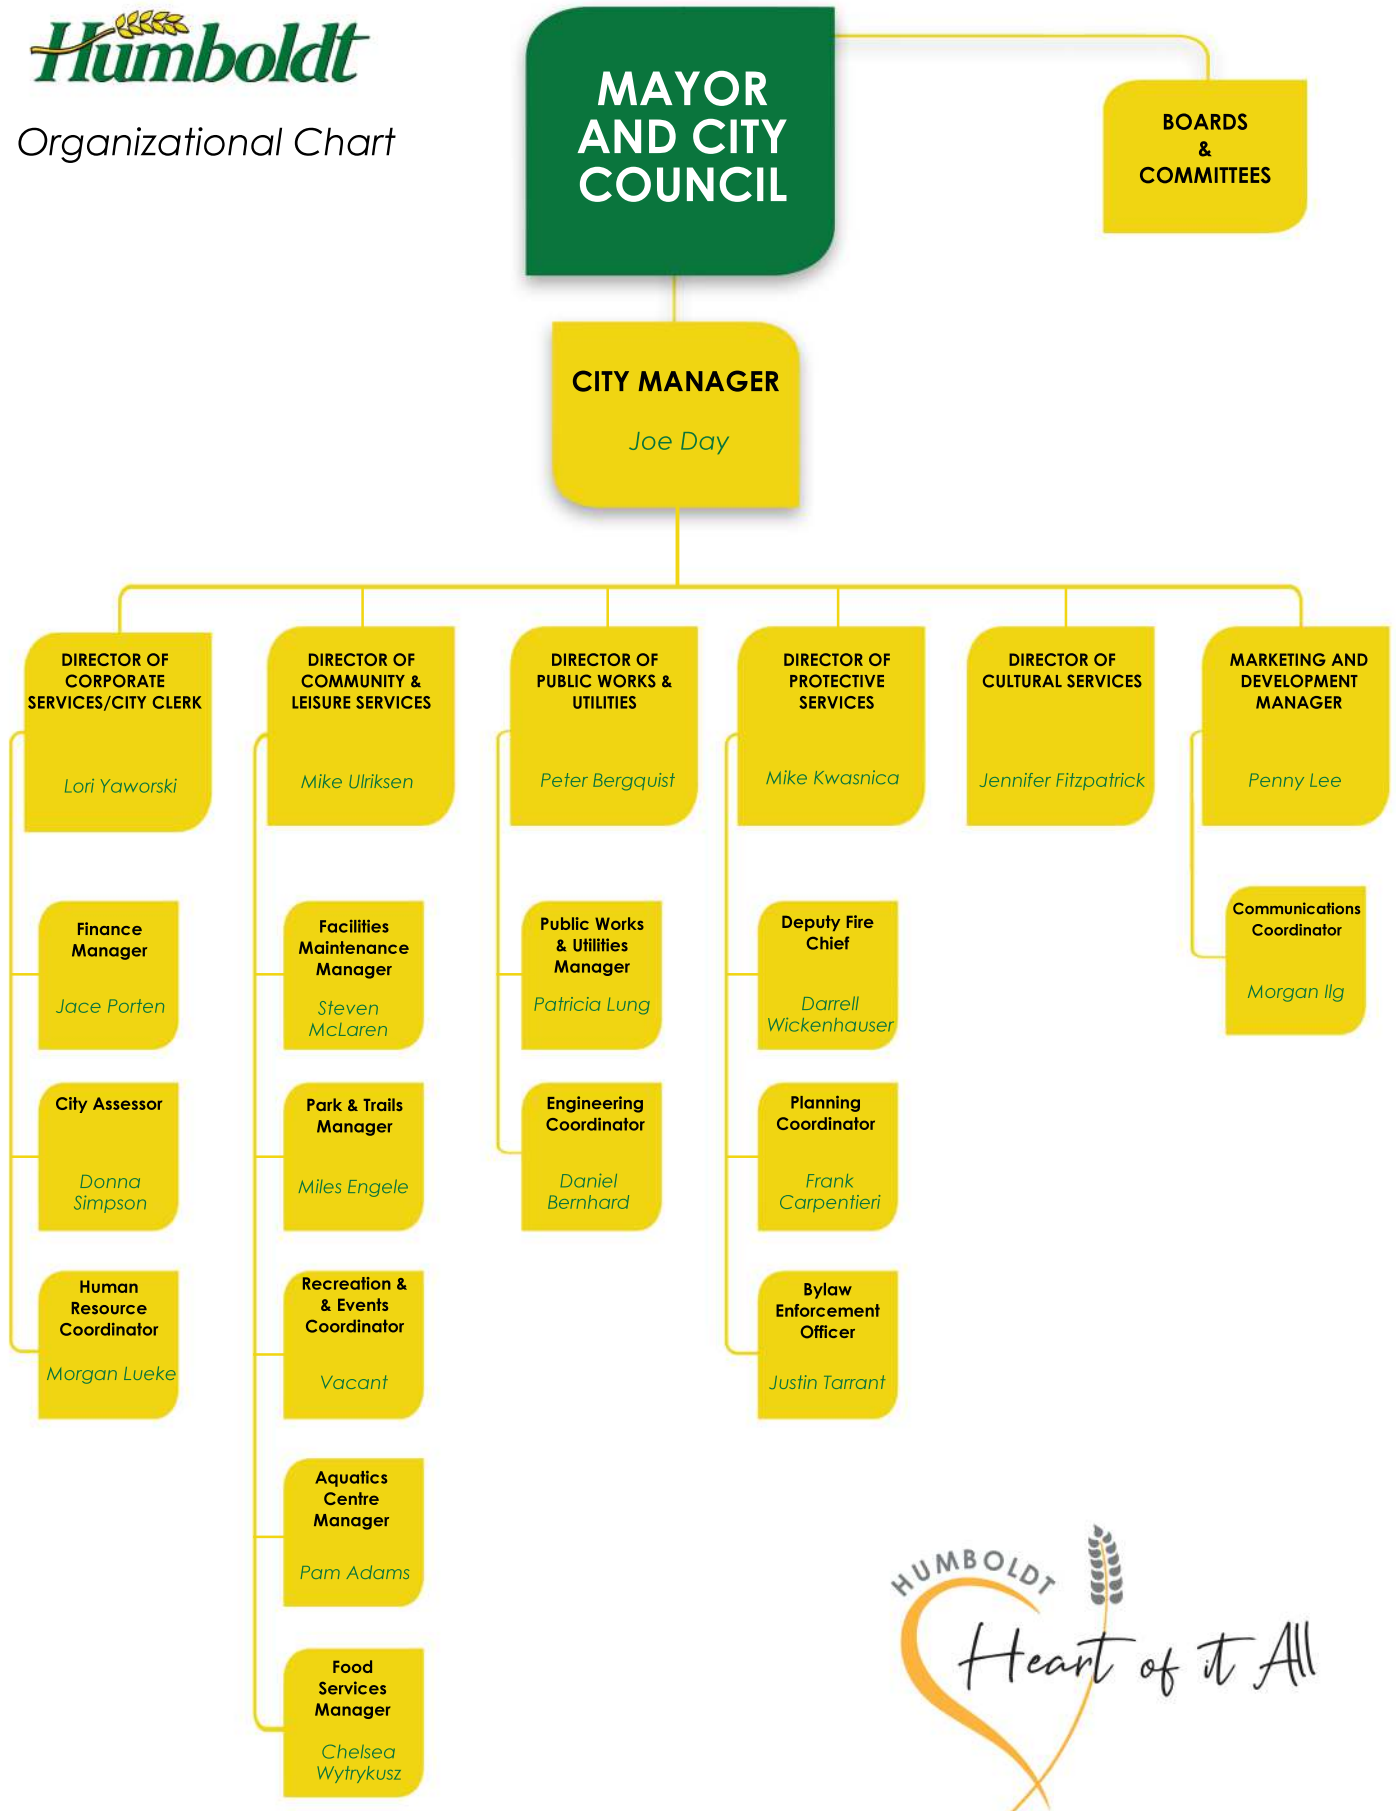 Humboldt
Organizational Chart
MAYOR
AND CITY
COUNCIL
BOARDS
&
COMMITTEES
CITY MANAGER
Joe Day
DIRECTOR OF
CORPORATE
SERVICES/CITY CLERK
Lori Yaworski
DIRECTOR OF
COMMUNITY &
LEISURE SERVICES
Mike Ulriksen
DIRECTOR OF
PUBLIC WORKS &
UTILITIES
Peter Bergquist
DIRECTOR OF
PROTECTIVE
SERVICES
Mike Kwasnica
DIRECTOR OF
CULTURAL SERVICES
Jennifer Fitzpatrick
MARKETING AND
DEVELOPMENT
MANAGER
Penny Lee
Finance
Manager
Jace Porten
City Assessor
Donna
Simpson
Human
Resource
Coordinator
Morgan Lueke
Facilities
Maintenance
Manager
Steven
McLaren
Park & Trails
Manager
Miles Engele
Recreation &
& Events
Coordinator
Vacant
Aquatics
Centre
Manager
Pam Adams
Food
Services
Manager
Chelsea
Wytrykusz
Public Works
& Utilities
Manager
Patricia Lung
Engineering
Coordinator
Daniel
Bernhard
Deputy Fire
Chief
Darrell
Wickenhauser
Planning
Coordinator
Frank
Carpentieri
Bylaw
Enforcement
Officer
Justin Tarrant
Communications
Coordinator
Morgan Ilg
HUMBOLDT
Heart of it All